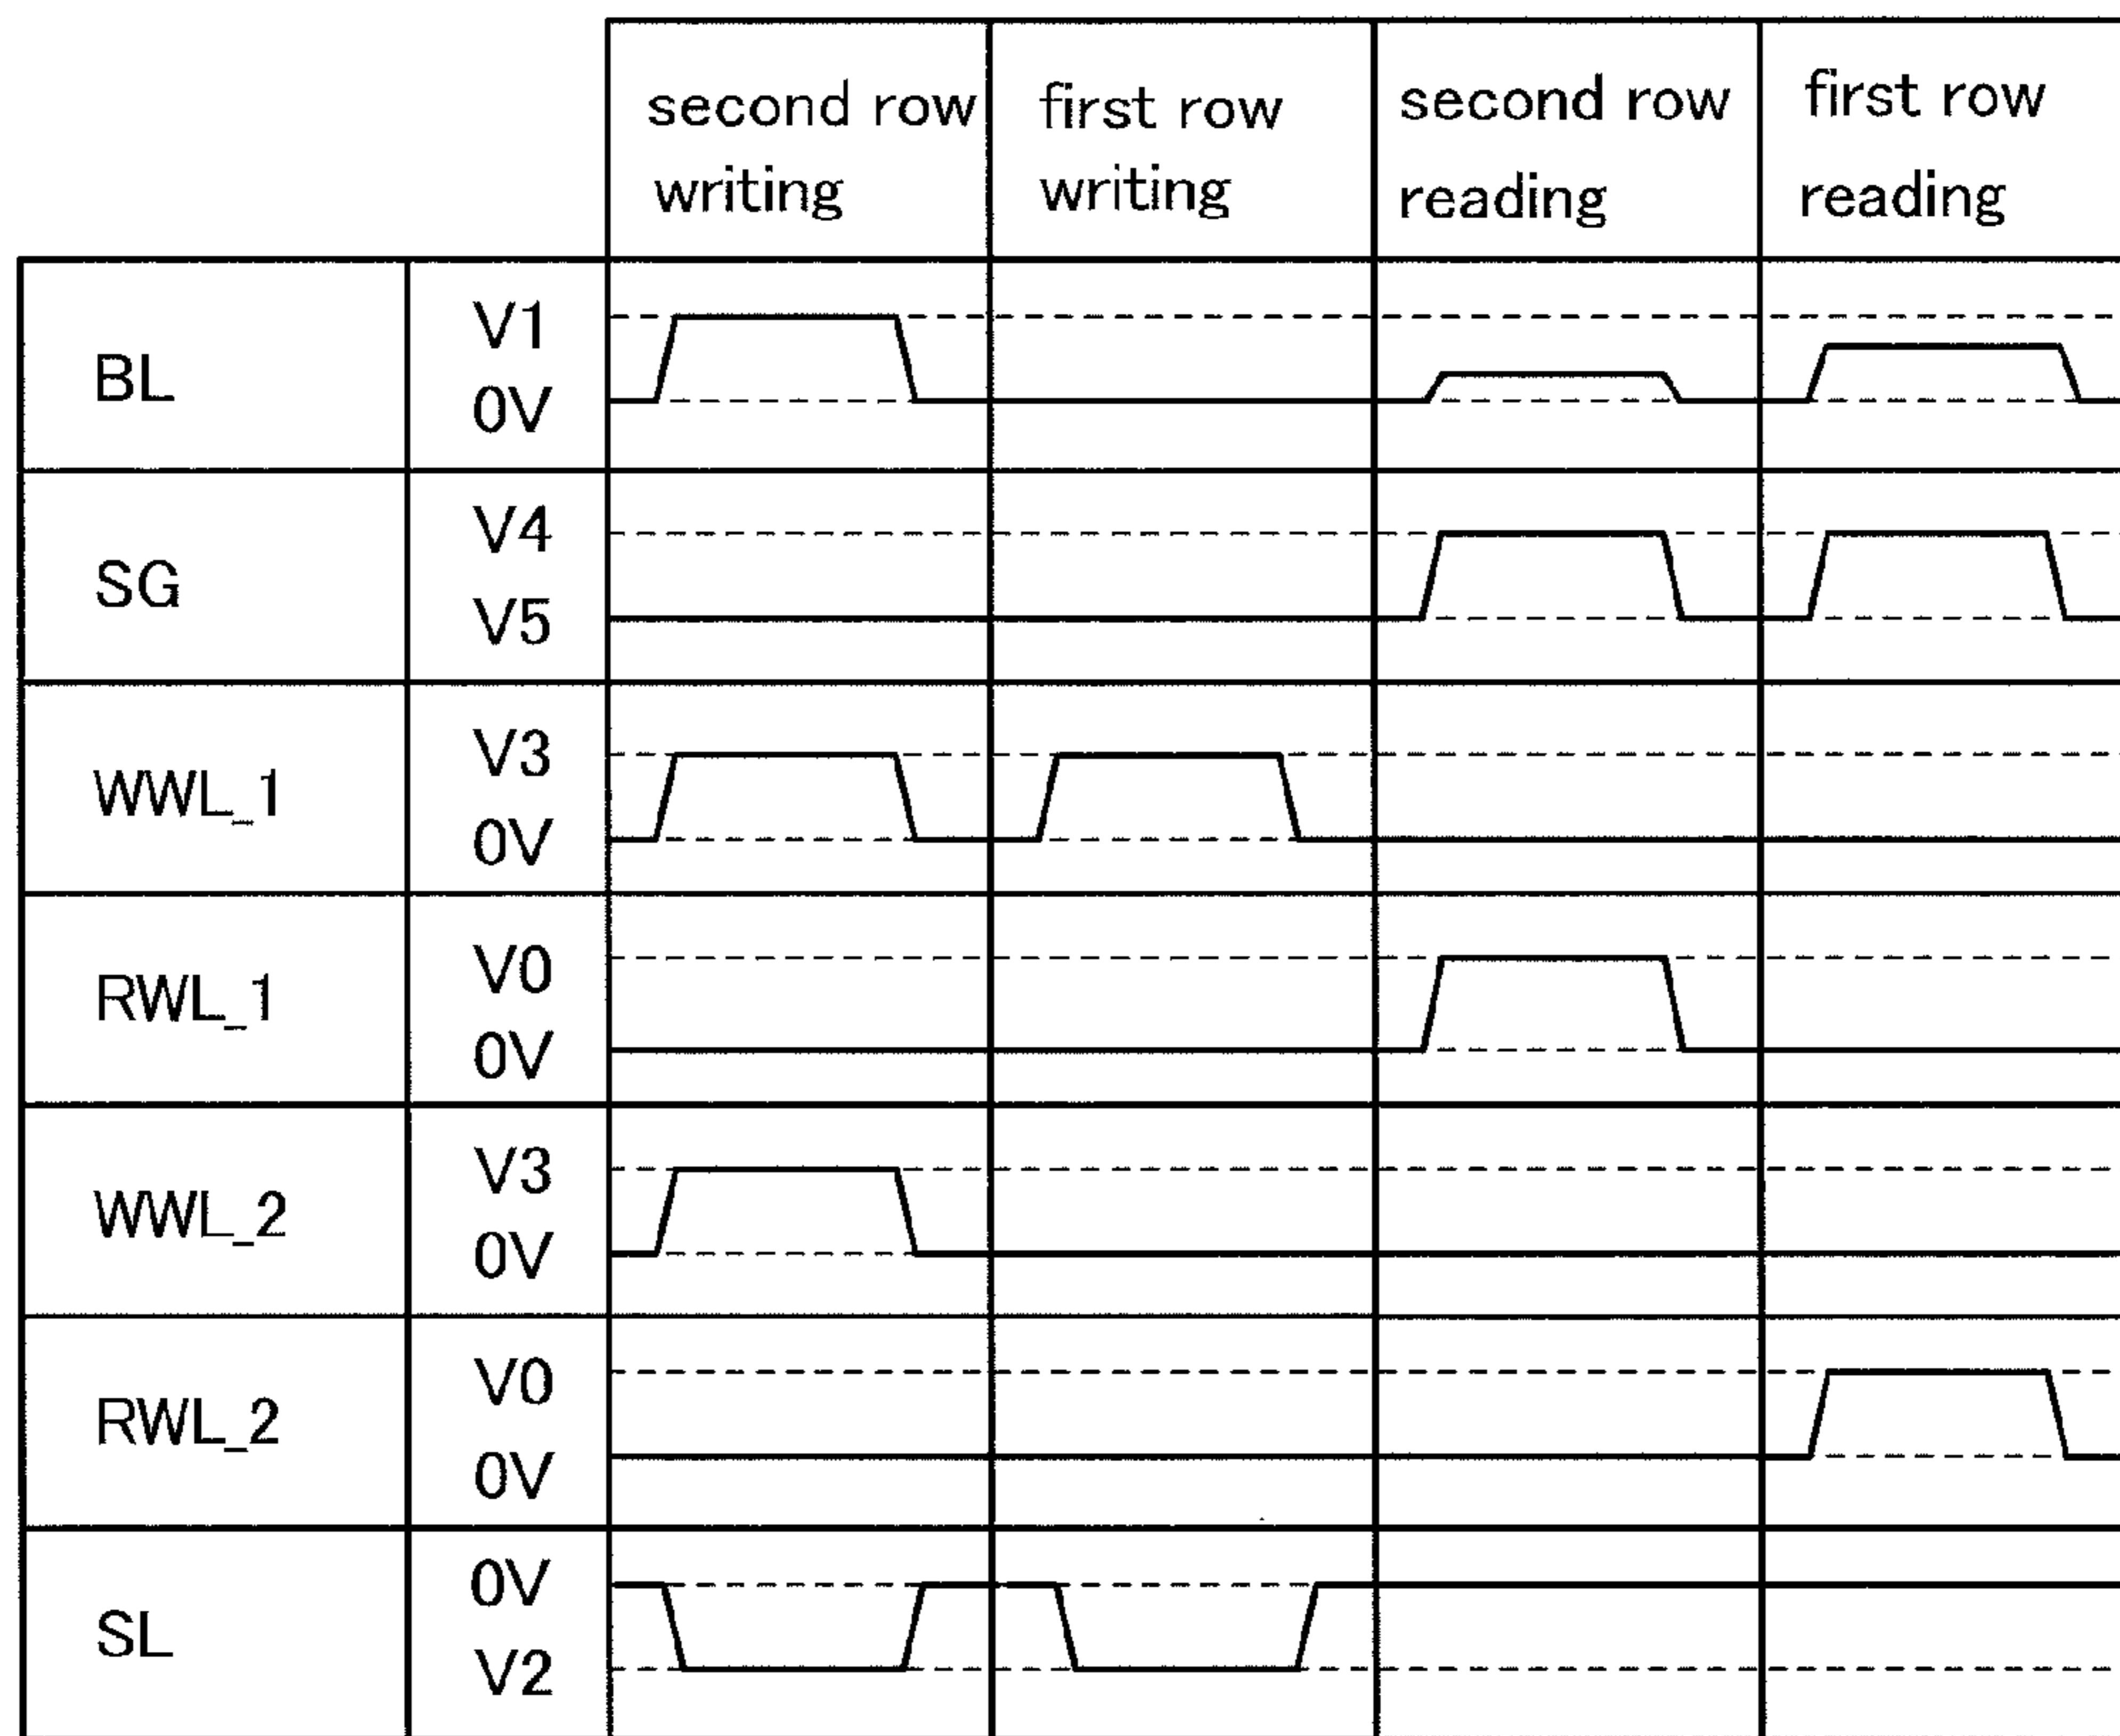 second row writing
first row writing
second row reading
first row reading
BL
V1
0V
SG
V4
V5
WWL_1
V3
0V
RWL_1
V0
0V
WWL_2
V3
0V
RWL_2
V0
0V
SL
0V
V2